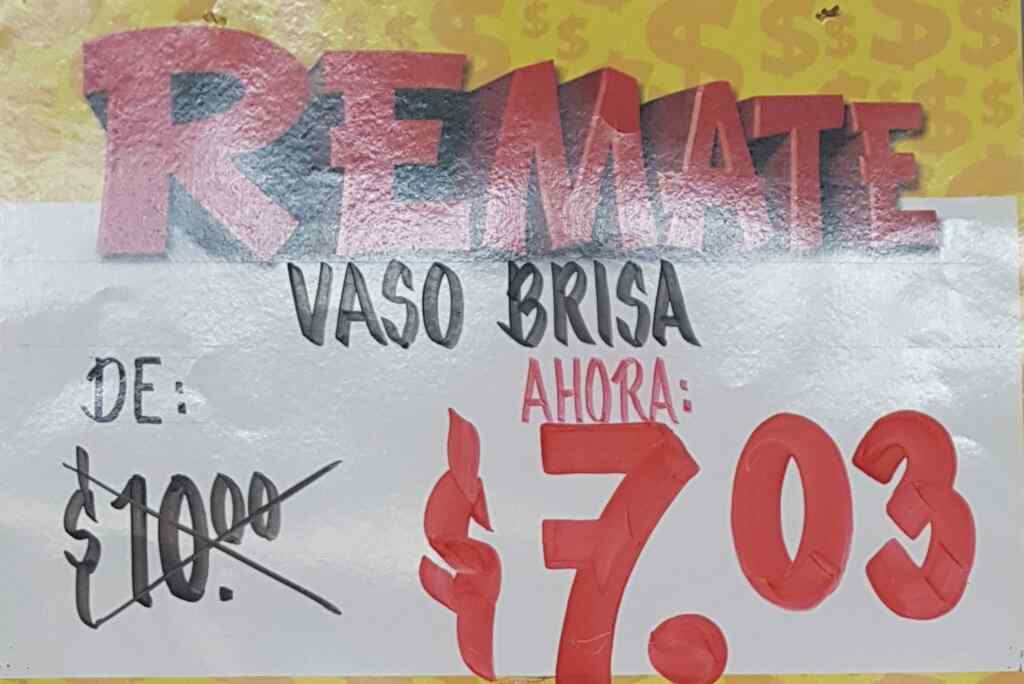 REMATE
VASO BRISA
DE:
$10.00
AHORA:
$7.03